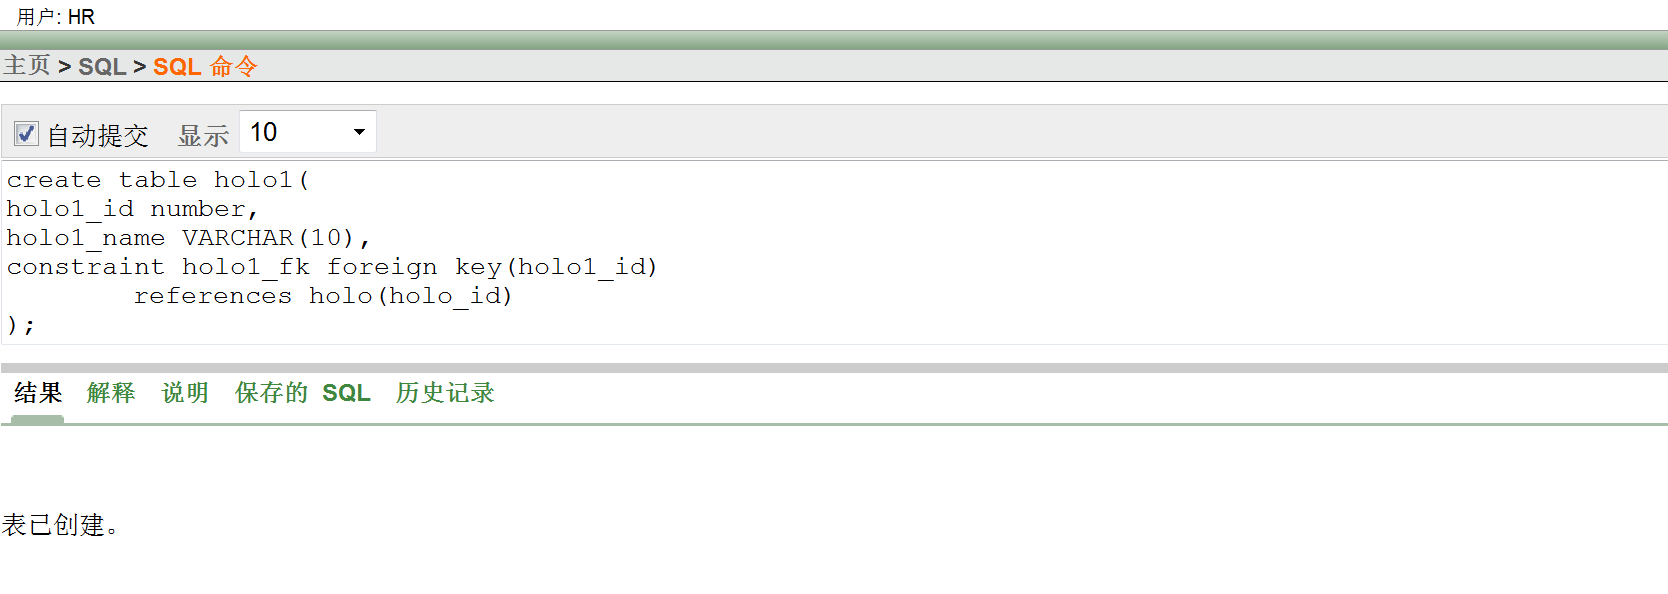 用户: HR
主页 > SQL > SQL 命令
自动提交 显示 10
create table holo1(
holo1_id number,
holo1_name VARCHAR(10),
constraint holo1_fk foreign key(holo1_id)
        references holo(holo_id)
);
结果 解释 说明 保存的 SQL 历史记录
表已创建。